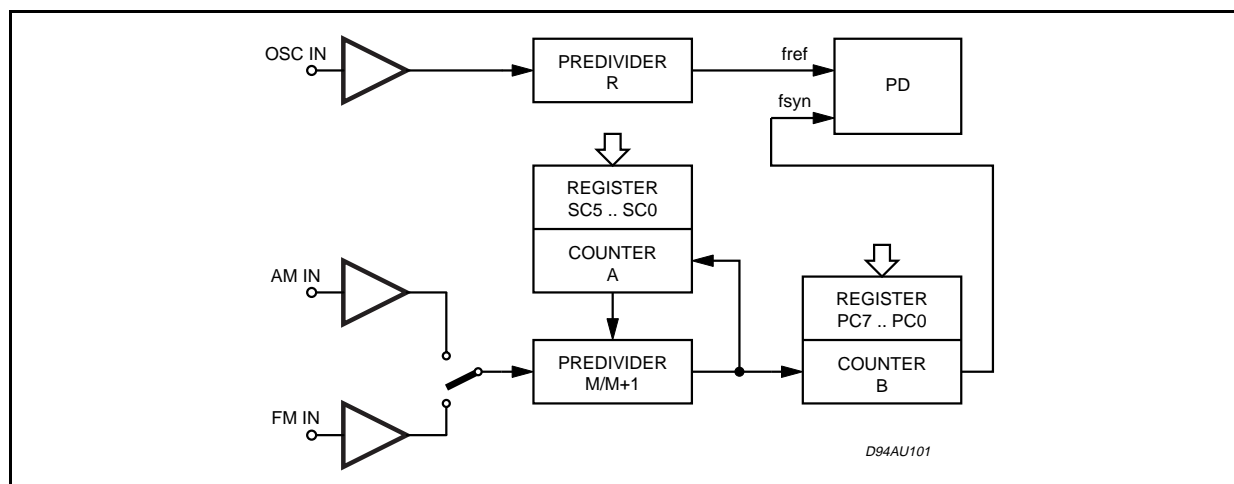 OSC IN
PREDIVIDER
R
fref
PD
fsyn
REGISTER
SC5 .. SC0
COUNTER
A
AM IN
REGISTER
PC7 .. PC0
PREDIVIDER
M/M+1
COUNTER
B
FM IN
D94AU101